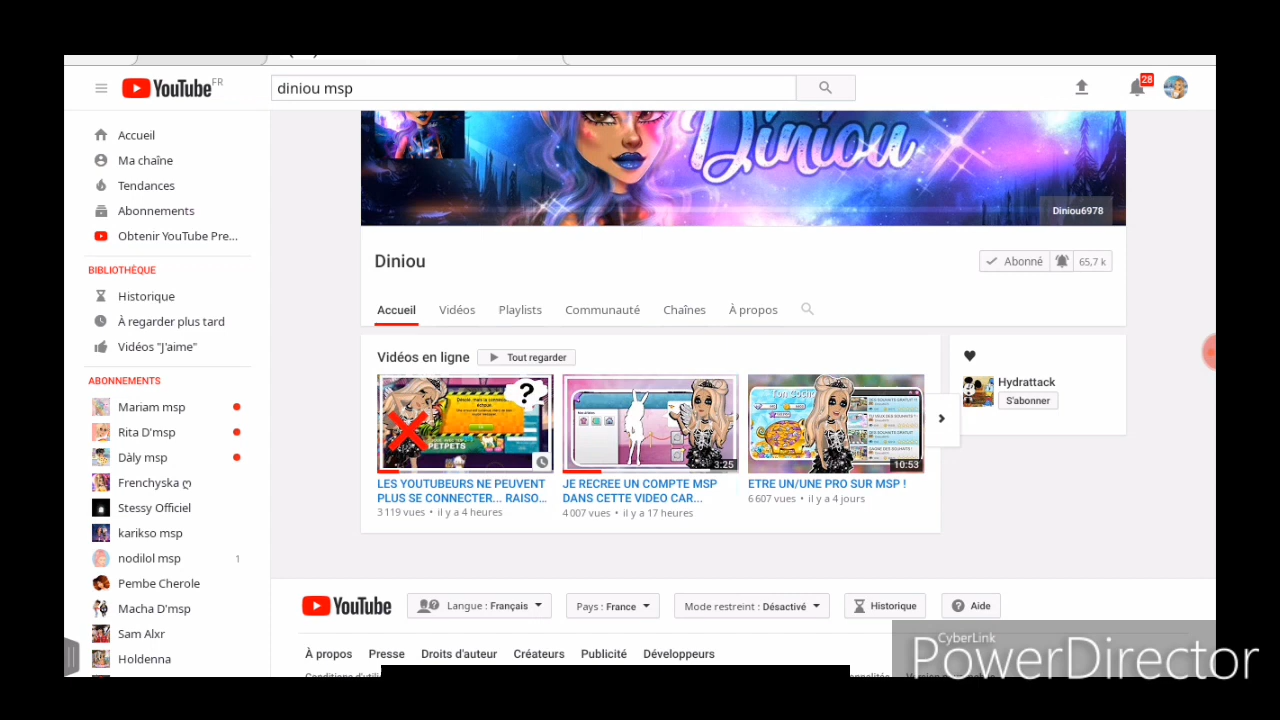 YouTube FR
diniou msp
28
Accueil
Ma chaîne
Tendances
Abonnements
Obtenir YouTube Pre...
BIBLIOTHÈQUE
Historique
À regarder plus tard
Vidéos "J'aime"
ABONNEMENTS
Mariam msp
Rita D'msp
Dàly msp
Frenchyska ღ
Stessy Officiel
karikso msp
nodilol msp 1
Pembe Cherole
Macha D'msp
Sam Alxr
Holdenna
Diniou
Diniou6978
Diniou
Abonné 65,7 k
Accueil Vidéos Playlists Communauté Chaînes À propos
Vidéos en ligne Tout regarder
?
PETPETS
3:25
10:53
LES YOUTUBEURS NE PEUVENT
PLUS SE CONNECTER... RAISO...
3 119 vues • il y a 4 heures
JE RECREE UN COMPTE MSP
DANS CETTE VIDEO CAR...
4 007 vues • il y a 17 heures
ETRE UN/UNE PRO SUR MSP !
6 607 vues • il y a 4 jours
♥
Hydrattack
S'abonner
YouTube
Langue : Français
Pays : France
Mode restreint : Désactivé
Historique
Aide
À propos Presse Droits d'auteur Créateurs Publicité Développeurs
CyberLink
PowerDirector